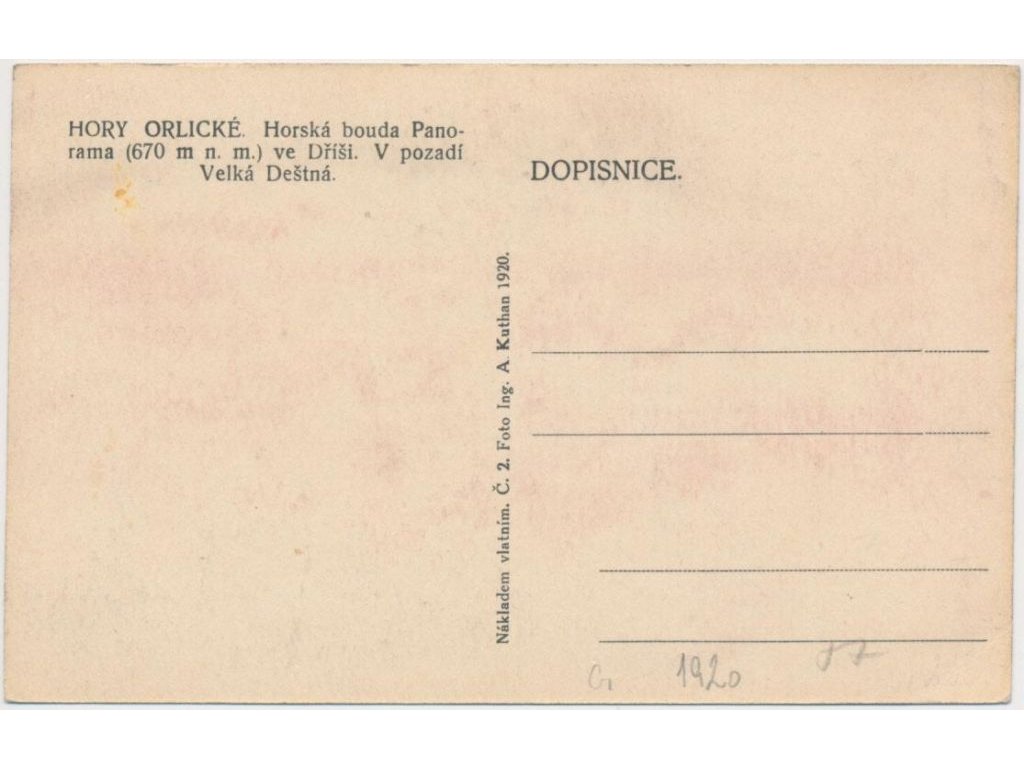 HORY ORLICKÉ. Horská bouda Pano-
rama (670 m n. m.) ve Dříši. V pozadí
Velká Deštná.
DOPISNICE.
Nákladem vlatním. Č. 2. Foto Ing. A. Kuthan 1920.
1920